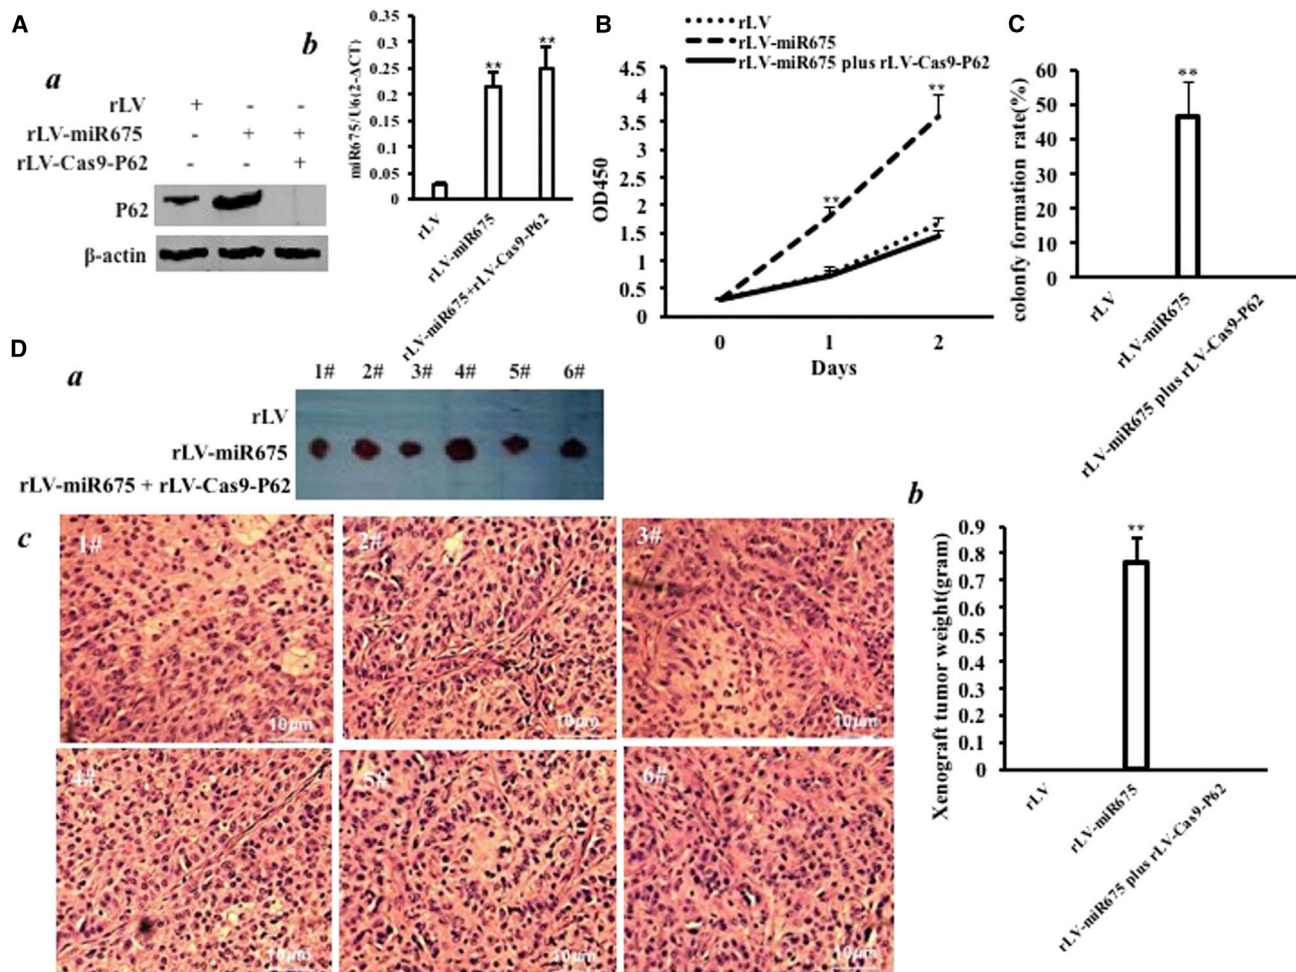 A
a
rLV + - -
rLV-miR675 - + +
rLV-Cas9-P62 - - +
P62
β-actin
b
miR675/U6(2-ΔCT)
0.35
0.3
0.25
0.2
0.15
0.1
0.05
0
**
**
rLV
rLV-miR675
rLV-miR675+rLV-Cas9-P62
B
rLV
rLV-miR675
rLV-miR675 plus rLV-Cas9-P62
OD450
4.5
4
3.5
3
2.5
2
1.5
1
0.5
0
**
**
0 1 2
Days
C
colonfy formation rate(%)
60
50
40
30
20
10
0
**
rLV
rLV-miR675
rLV-miR675 plus rLV-Cas9-P62
D
a
1# 2# 3# 4# 5# 6#
rLV
rLV-miR675
rLV-miR675 + rLV-Cas9-P62
b
Xenograft tumor weight(gram)
0.9
0.8
0.7
0.6
0.5
0.4
0.3
0.2
0.1
0
**
rLV
rLV-miR675
rLV-miR675 plus rLV-Cas9-P62
c
1#
10μm
2#
10μm
3#
10μm
4#
10μm
5#
10μm
6#
10μm